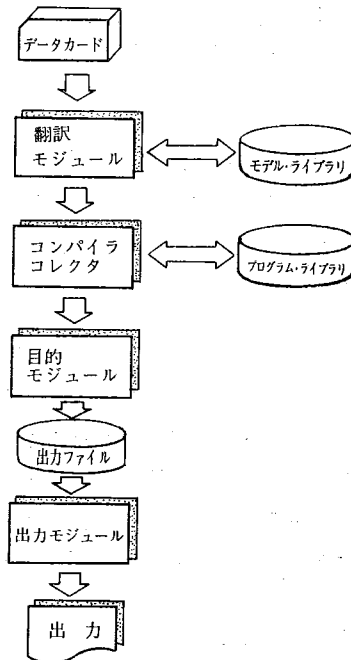 データカード
翻訳
モジュール
モデル・ライブラリ
コンパイラ
コレクタ
プログラム・ライブラリ
目的
モジュール
出力ファイル
出力モジュール
出力